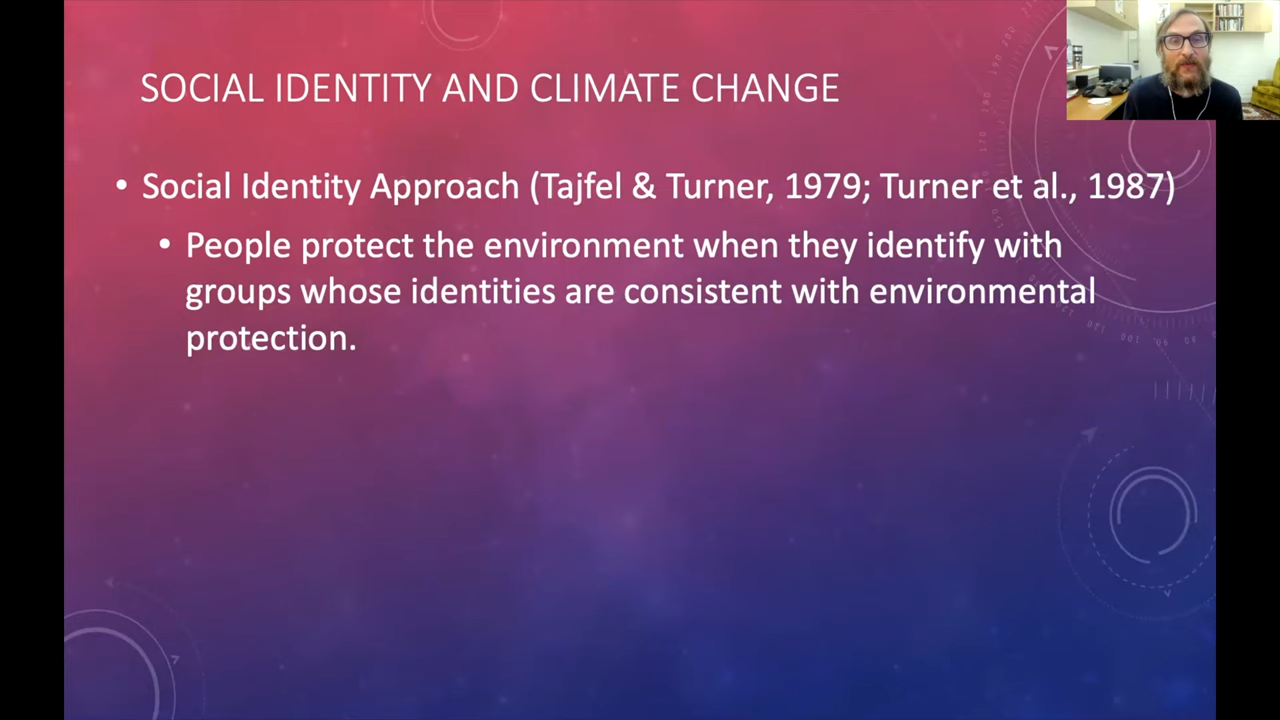 SOCIAL IDENTITY AND CLIMATE CHANGE
• Social Identity Approach (Tajfel & Turner, 1979; Turner et al., 1987)
• People protect the environment when they identify with
groups whose identities are consistent with environmental
protection.